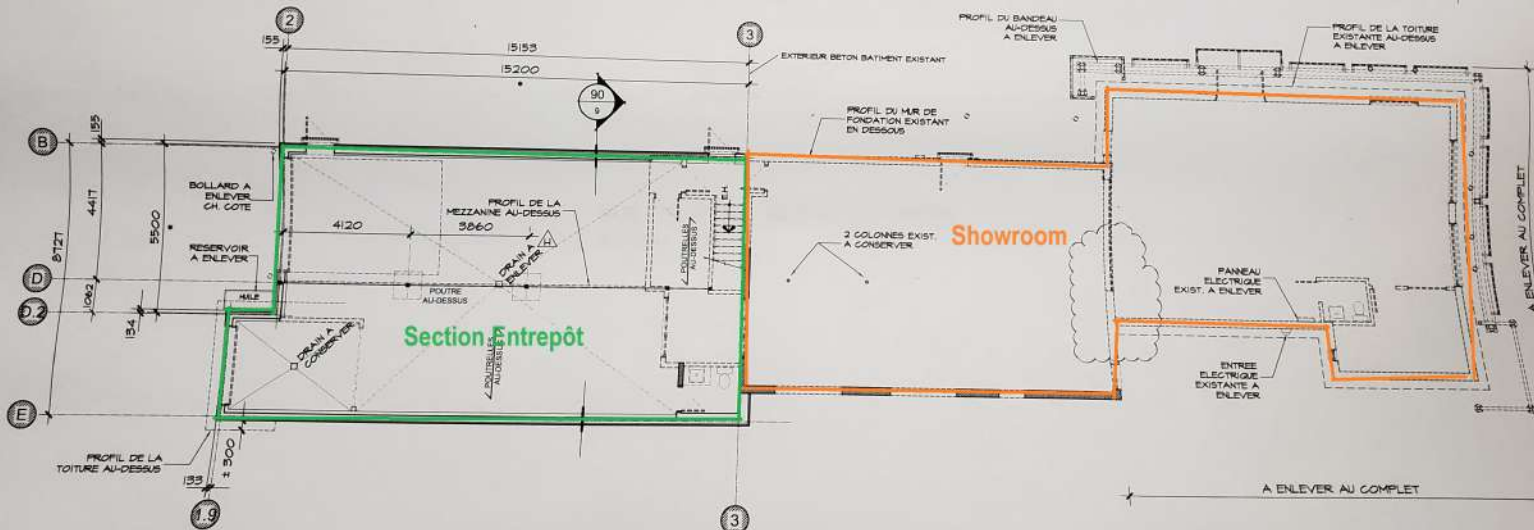 2
3
155
15153
15200
EXTERIEUR BETON BATIMENT EXISTANT
PROFIL DU BANDEAU
AU-DESSUS
A ENLEVER
PROFIL DE LA TOITURE
EXISTANTE AU-DESSUS
A ENLEVER
90
9
PROFIL DU MUR DE
FONDATION EXISTANT
EN DESSOUS
B
155
4417
5500
8727
BOLLARD A
ENLEVER
CH. COTE
RESERVOIR
A ENLEVER
PROFIL DE LA
MEZZANINE AU-DESSUS
4120
3860
H
DRAIN A
ENLEVER
E.H.
POUTRELLES
AU-DESSUS
2 COLONNES EXIST.
A CONSERVER
Showroom
A ENLEVER AU COMPLET
D
1082
D.2
134
HUILE
POUTRE
AU-DESSUS
PANNEAU
ELECTRIQUE
EXIST. A ENLEVER
Section Entrepôt
DRAIN A
CONSERVER
POUTRELLES
AU-DESSUS
ENTREE
ELECTRIQUE
EXISTANTE A
ENLEVER
E
PROFIL DE LA
TOITURE AU-DESSUS
± 300
133
1.9
3
A ENLEVER AU COMPLET